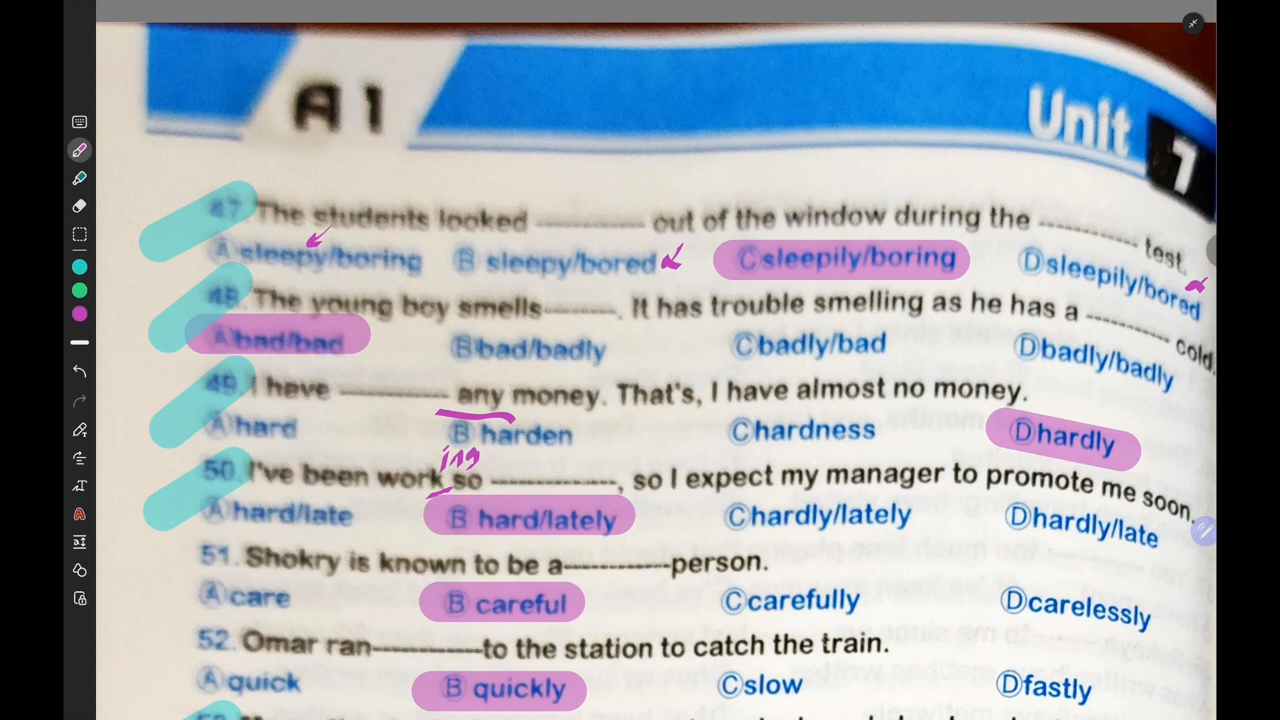 A 1
Unit 7
47. The students looked ---------- out of the window during the ---------- test.
Ⓐ sleepy/boring Ⓑ sleepy/bored Ⓒ sleepily/boring Ⓓ sleepily/bored
48. The young boy smells--------. It has trouble smelling as he has a ---------- cold.
Ⓐ bad/bad Ⓑ bad/badly Ⓒ badly/bad Ⓓ badly/badly
49. I have ---------- any money. That's, I have almost no money.
Ⓐ hard Ⓑ harden Ⓒ hardness Ⓓ hardly
ing
50. I've been work so ------------, so I expect my manager to promote me soon.
Ⓐ hard/late Ⓑ hard/lately Ⓒ hardly/lately Ⓓ hardly/late
51. Shokry is known to be a----------person.
Ⓐ care Ⓑ careful Ⓒ carefully Ⓓ carelessly
52. Omar ran----------to the station to catch the train.
Ⓐ quick Ⓑ quickly Ⓒ slow Ⓓ fastly